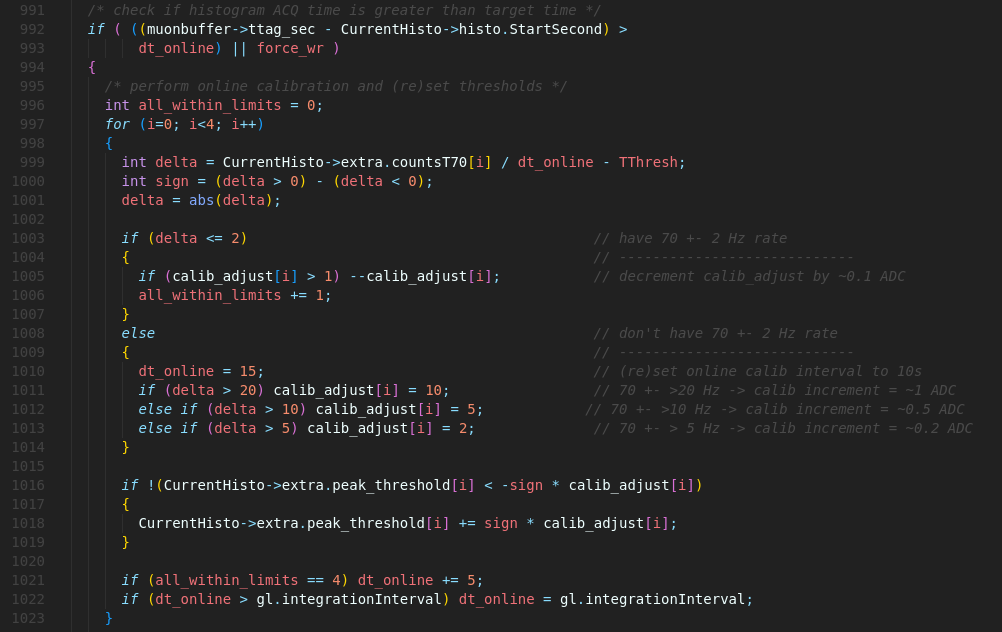 991 /* check if histogram ACQ time is greater than target time */
992 if ( ((muonbuffer->ttag_sec - CurrentHisto->histo.StartSecond) >
993 dt_online) || force_wr )
994 {
995 /* perform online calibration and (re)set thresholds */
996 int all_within_limits = 0;
997 for (i=0; i<4; i++)
998 {
999 int delta = CurrentHisto->extra.countsT70[i] / dt_online - TThresh;
1000 int sign = (delta > 0) - (delta < 0);
1001 delta = abs(delta);
1002
1003 if (delta <= 2) // have 70 +- 2 Hz rate
1004 { // ----------------------------
1005 if (calib_adjust[i] > 1) --calib_adjust[i]; // decrement calib_adjust by ~0.1 ADC
1006 all_within_limits += 1;
1007 }
1008 else // don't have 70 +- 2 Hz rate
1009 { // ----------------------------
1010 dt_online = 15; // (re)set online calib interval to 10s
1011 if (delta > 20) calib_adjust[i] = 10; // 70 +- >20 Hz -> calib increment = ~1 ADC
1012 else if (delta > 10) calib_adjust[i] = 5; // 70 +- >10 Hz -> calib increment = ~0.5 ADC
1013 else if (delta > 5) calib_adjust[i] = 2; // 70 +- > 5 Hz -> calib increment = ~0.2 ADC
1014 }
1015
1016 if !(CurrentHisto->extra.peak_threshold[i] < -sign * calib_adjust[i])
1017 {
1018 CurrentHisto->extra.peak_threshold[i] += sign * calib_adjust[i];
1019 }
1020
1021 if (all_within_limits == 4) dt_online += 5;
1022 if (dt_online > gl.integrationInterval) dt_online = gl.integrationInterval;
1023 }